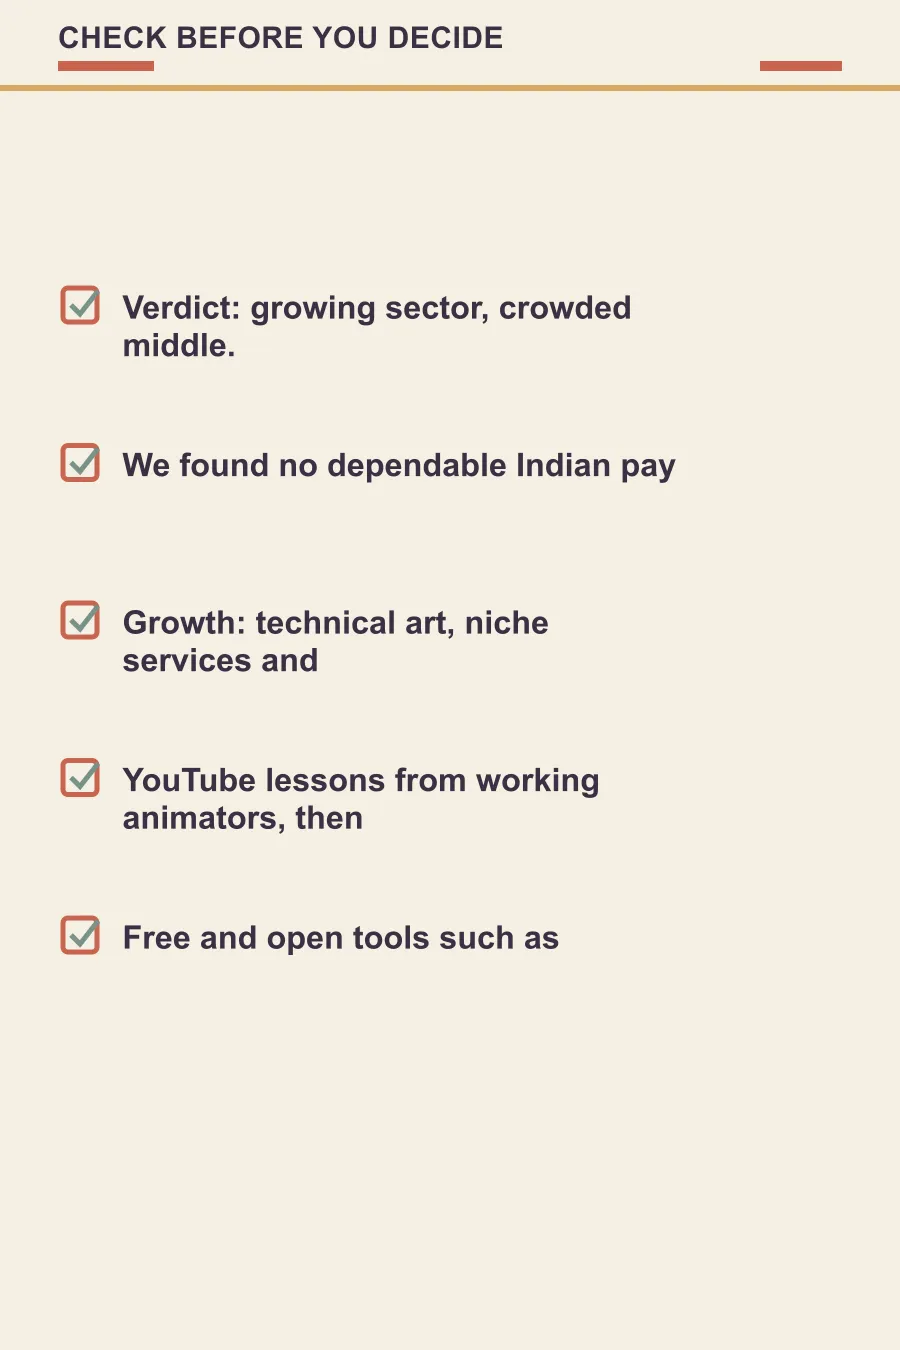 CHECK BEFORE YOU DECIDE
Verdict: growing sector, crowded
middle.
We found no dependable Indian pay
Growth: technical art, niche
services and
YouTube lessons from working
animators, then
Free and open tools such as